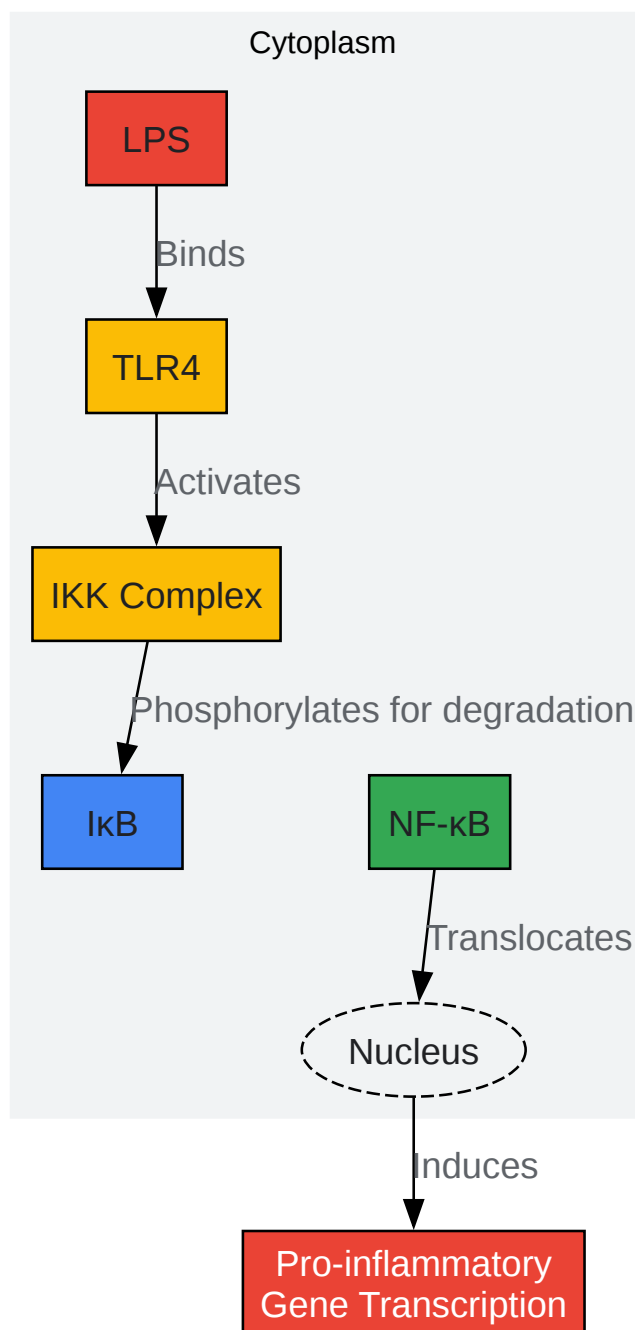 Cytoplasm
LPS
Binds
TLR4
Activates
IKK Complex
Phosphorylates for degradation
IκB
NF-κB
Translocates
Nucleus
Induces
Pro-inflammatory
Gene Transcription